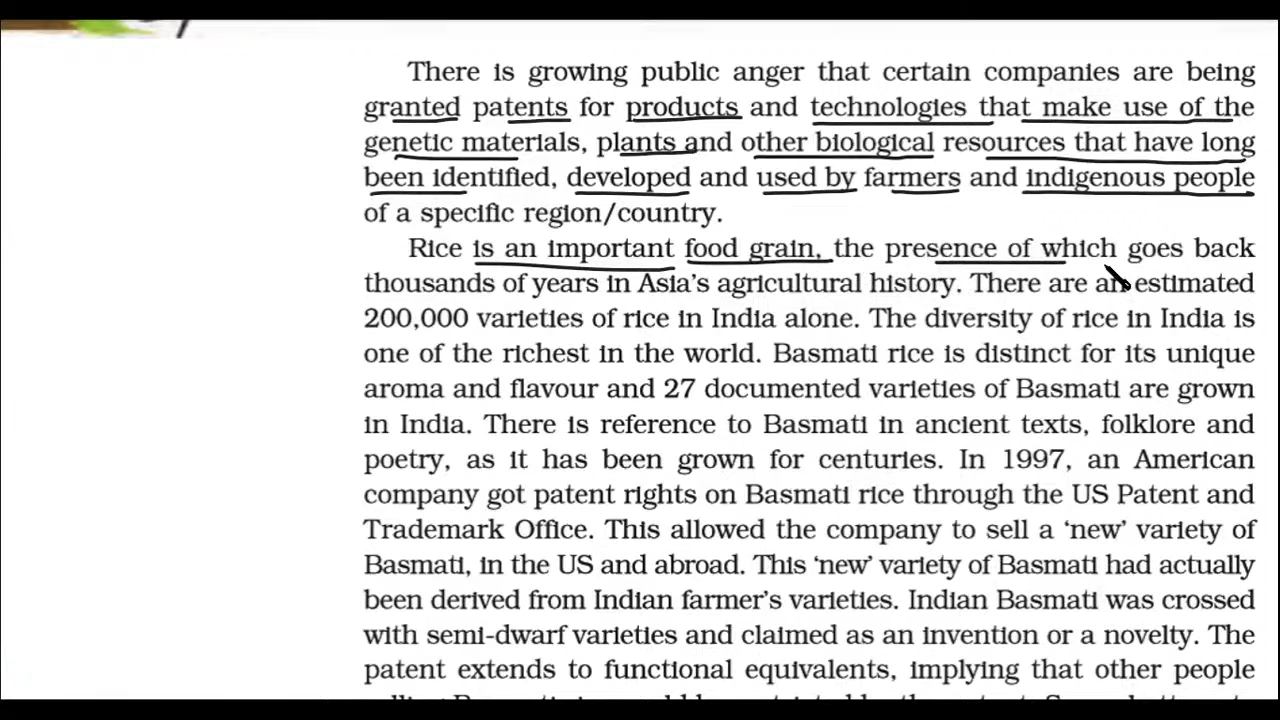 There is growing public anger that certain companies are being
granted patents for products and technologies that make use of the
genetic materials, plants and other biological resources that have long
been identified, developed and used by farmers and indigenous people
of a specific region/country.
Rice is an important food grain, the presence of which goes back
thousands of years in Asia's agricultural history. There are an estimated
200,000 varieties of rice in India alone. The diversity of rice in India is
one of the richest in the world. Basmati rice is distinct for its unique
aroma and flavour and 27 documented varieties of Basmati are grown
in India. There is reference to Basmati in ancient texts, folklore and
poetry, as it has been grown for centuries. In 1997, an American
company got patent rights on Basmati rice through the US Patent and
Trademark Office. This allowed the company to sell a ‘new’ variety of
Basmati, in the US and abroad. This ‘new’ variety of Basmati had actually
been derived from Indian farmer's varieties. Indian Basmati was crossed
with semi-dwarf varieties and claimed as an invention or a novelty. The
patent extends to functional equivalents, implying that other people